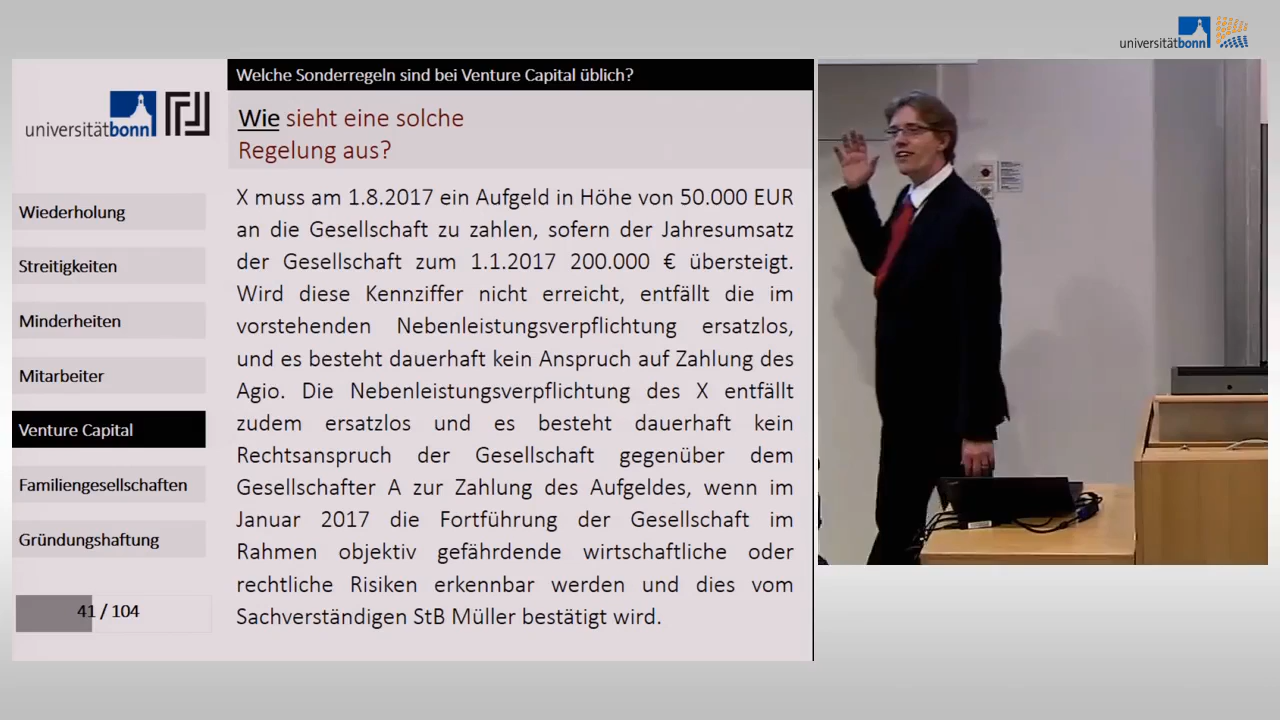 universitätbonn
Welche Sonderregeln sind bei Venture Capital üblich?
universitätbonn
Wie sieht eine solche
Regelung aus?
Wiederholung
Streitigkeiten
Minderheiten
Mitarbeiter
Venture Capital
Familiengesellschaften
Gründungshaftung
41 / 104
X muss am 1.8.2017 ein Aufgeld in Höhe von 50.000 EUR
an die Gesellschaft zu zahlen, sofern der Jahresumsatz
der Gesellschaft zum 1.1.2017 200.000 € übersteigt.
Wird diese Kennziffer nicht erreicht, entfällt die im
vorstehenden Nebenleistungsverpflichtung ersatzlos,
und es besteht dauerhaft kein Anspruch auf Zahlung des
Agio. Die Nebenleistungsverpflichtung des X entfällt
zudem ersatzlos und es besteht dauerhaft kein
Rechtsanspruch der Gesellschaft gegenüber dem
Gesellschafter A zur Zahlung des Aufgeldes, wenn im
Januar 2017 die Fortführung der Gesellschaft im
Rahmen objektiv gefährdende wirtschaftliche oder
rechtliche Risiken erkennbar werden und dies vom
Sachverständigen StB Müller bestätigt wird.